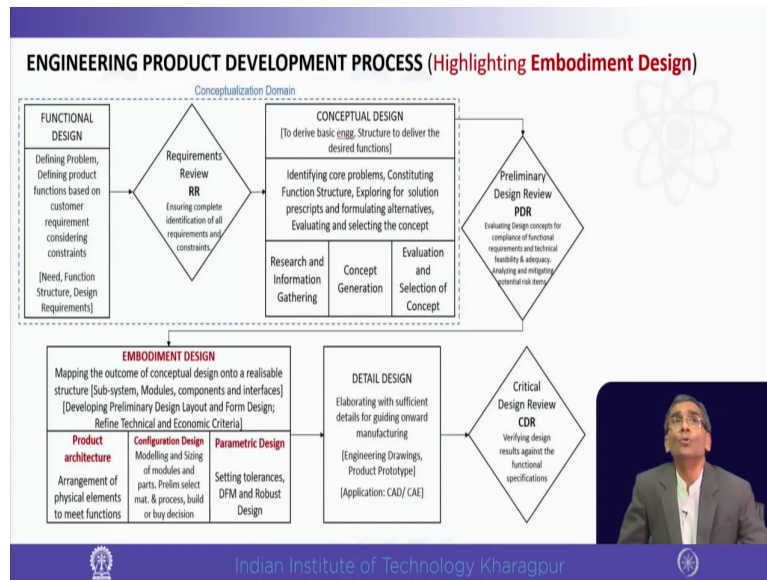 ENGINEERING PRODUCT DEVELOPMENT PROCESS (Highlighting Embodiment Design)
Conceptualization Domain
FUNCTIONAL
DESIGN
Defining Problem,
Defining product
functions based on
customer
requirement
considering
constraints
[Need, Function
Structure, Design
Requirements]
Requirements
Review
RR
Ensuring complete
identification of all
requirements and
constraints.
CONCEPTUAL DESIGN
[To derive basic engg. Structure to deliver the
desired functions]
Identifying core problems, Constituting
Function Structure, Exploring for solution
prescripts and formulating alternatives,
Evaluating and selecting the concept
Research and
Information
Gathering
Concept
Generation
Evaluation
and
Selection of
Concept
Preliminary
Design Review
PDR
Evaluating Design concepts for
compliance of functional
requirements and technical
feasibility & adequacy.
Analyzing and mitigating
potential risk items
EMBODIMENT DESIGN
Mapping the outcome of conceptual design onto a realisable
structure [Sub-system, Modules, components and interfaces]
[Developing Preliminary Design Layout and Form Design;
Refine Technical and Economic Criteria]
Product
architecture
Arrangement of
physical elements
to meet functions
Configuration Design
Modelling and Sizing
of modules and
parts. Prelim select
mat. & process, build
or buy decision
Parametric Design
Setting tolerances,
DFM and Robust
Design
DETAIL DESIGN
Elaborating with sufficient
details for guiding onward
manufacturing
[Engineering Drawings,
Product Prototype]
[Application: CAD/ CAE]
Critical
Design Review
CDR
Verifying design
results against the
functional
specifications
Indian Institute of Technology Kharagpur